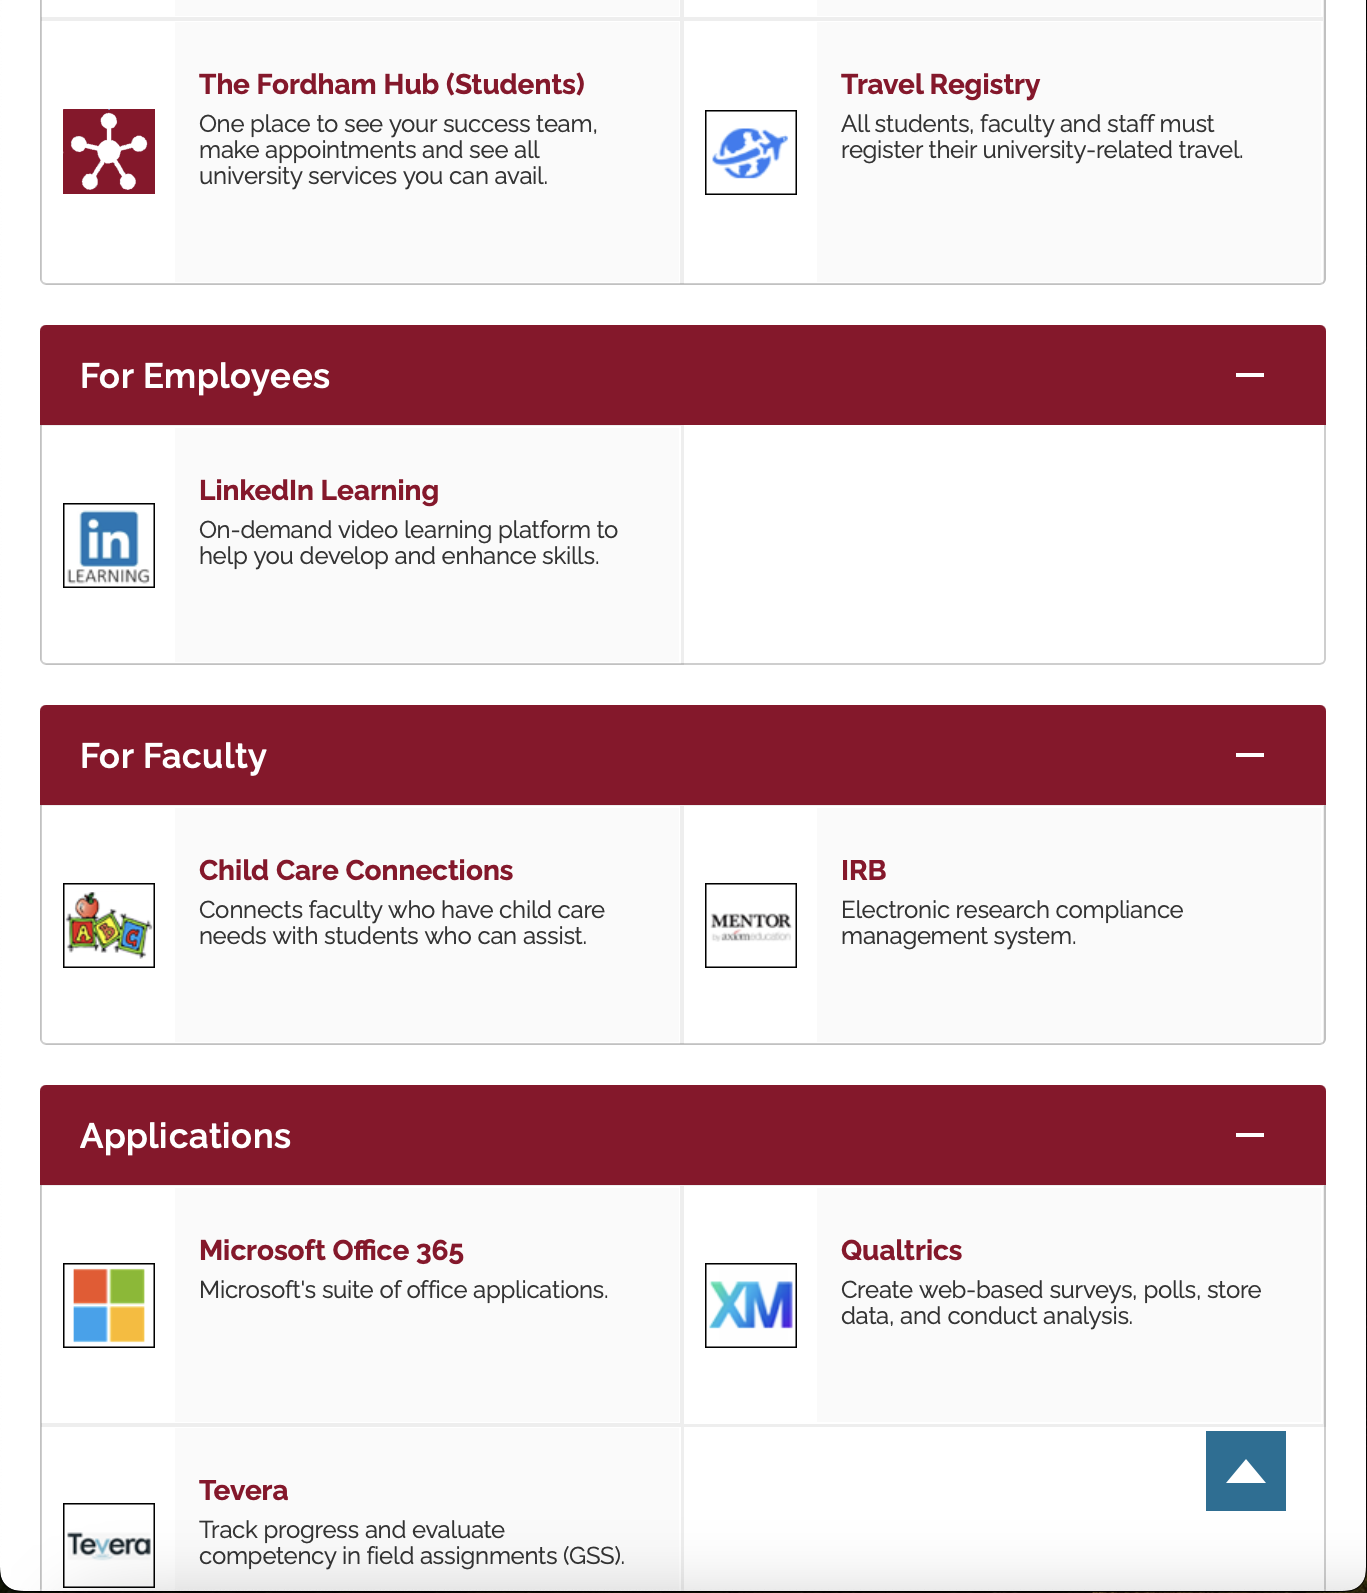 The Fordham Hub (Students)
One place to see your success team,
make appointments and see all
university services you can avail.
Travel Registry
All students, faculty and staff must
register their university-related travel.
For Employees
in
LEARNING
LinkedIn Learning
On-demand video learning platform to
help you develop and enhance skills.
For Faculty
ABC
Child Care Connections
Connects faculty who have child care
needs with students who can assist.
MENTOR
by axiom education
IRB
Electronic research compliance
management system.
Applications
Microsoft Office 365
Microsoft's suite of office applications.
XM
Qualtrics
Create web-based surveys, polls, store
data, and conduct analysis.
Tevera
Tevera
Track progress and evaluate
competency in field assignments (GSS).